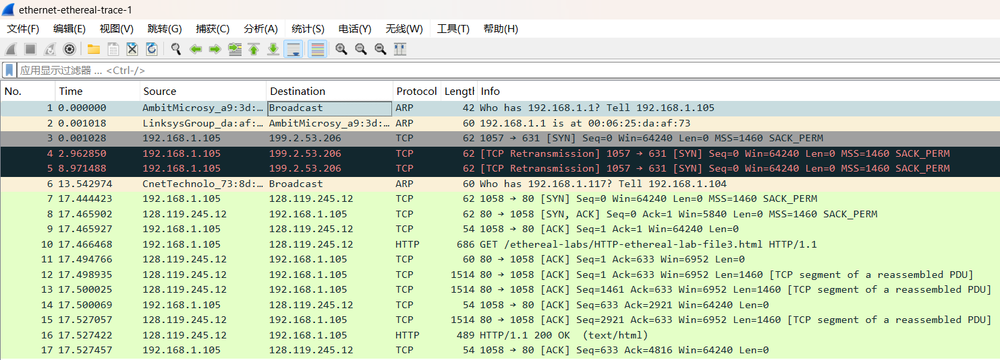 ethernet-ethereal-trace-1
文件(F) 编辑(E) 视图(V) 跳转(G) 捕获(C) 分析(A) 统计(S) 电话(Y) 无线(W) 工具(T) 帮助(H)
应用显示过滤器 … <Ctrl-/>
No. Time Source Destination Protocol Length Info
1 0.000000 AmbitMicrosy_a9:3d:… Broadcast ARP 42 Who has 192.168.1.1? Tell 192.168.1.105
2 0.001018 LinksysGroup_da:af:… AmbitMicrosy_a9:3d:… ARP 60 192.168.1.1 is at 00:06:25:da:af:73
3 0.001028 192.168.1.105 199.2.53.206 TCP 62 1057 → 631 [SYN] Seq=0 Win=64240 Len=0 MSS=1460 SACK_PERM
4 2.962850 192.168.1.105 199.2.53.206 TCP 62 [TCP Retransmission] 1057 → 631 [SYN] Seq=0 Win=64240 Len=0 MSS=1460 SACK_PERM
5 8.971488 192.168.1.105 199.2.53.206 TCP 62 [TCP Retransmission] 1057 → 631 [SYN] Seq=0 Win=64240 Len=0 MSS=1460 SACK_PERM
6 13.542974 CnetTechnolo_73:8d:… Broadcast ARP 60 Who has 192.168.1.117? Tell 192.168.1.104
7 17.444423 192.168.1.105 128.119.245.12 TCP 62 1058 → 80 [SYN] Seq=0 Win=64240 Len=0 MSS=1460 SACK_PERM
8 17.465902 128.119.245.12 192.168.1.105 TCP 62 80 → 1058 [SYN, ACK] Seq=0 Ack=1 Win=5840 Len=0 MSS=1460 SACK_PERM
9 17.465927 192.168.1.105 128.119.245.12 TCP 54 1058 → 80 [ACK] Seq=1 Ack=1 Win=64240 Len=0
10 17.466468 192.168.1.105 128.119.245.12 HTTP 686 GET /ethereal-labs/HTTP-ethereal-lab-file3.html HTTP/1.1
11 17.494766 128.119.245.12 192.168.1.105 TCP 60 80 → 1058 [ACK] Seq=1 Ack=633 Win=6952 Len=0
12 17.498935 128.119.245.12 192.168.1.105 TCP 1514 80 → 1058 [ACK] Seq=1 Ack=633 Win=6952 Len=1460 [TCP segment of a reassembled PDU]
13 17.500025 128.119.245.12 192.168.1.105 TCP 1514 80 → 1058 [ACK] Seq=1461 Ack=633 Win=6952 Len=1460 [TCP segment of a reassembled PDU]
14 17.500069 192.168.1.105 128.119.245.12 TCP 54 1058 → 80 [ACK] Seq=633 Ack=2921 Win=64240 Len=0
15 17.527057 128.119.245.12 192.168.1.105 TCP 1514 80 → 1058 [ACK] Seq=2921 Ack=633 Win=6952 Len=1460 [TCP segment of a reassembled PDU]
16 17.527422 128.119.245.12 192.168.1.105 HTTP 489 HTTP/1.1 200 OK (text/html)
17 17.527457 192.168.1.105 128.119.245.12 TCP 54 1058 → 80 [ACK] Seq=633 Ack=4816 Win=64240 Len=0